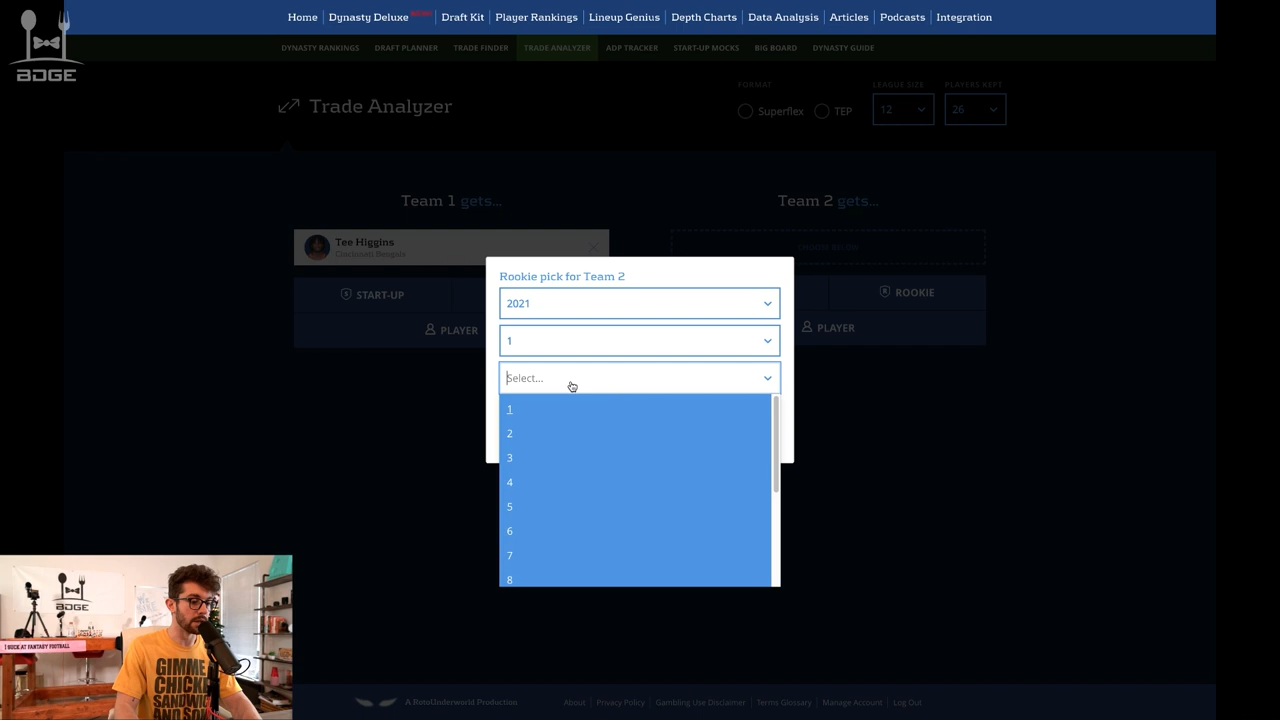 BDGE
Home Dynasty Deluxe Draft Kit Player Rankings Lineup Genius Depth Charts Data Analysis Articles Podcasts Integration
DYNASTY RANKINGS DRAFT PLANNER TRADE FINDER TRADE ANALYZER ADP TRACKER START-UP MOCKS BIG BOARD DYNASTY GUIDE
FORMAT LEAGUE SIZE PLAYERS KEPT
Trade Analyzer
Superflex TEP 12 26
Team 1 gets...
Team 2 gets...
Tee Higgins
Cincinnati Bengals
CHOOSE BELOW
START-UP
ROOKIE
PLAYER
PLAYER
Rookie pick for Team 2
2021
1
Select...
1
2
3
4
5
6
7
8
BDGE
I SUCK AT FANTASY FOOTBALL
GIMME
CHICK
SANDW
AND SO
A RotoUnderworld Production About Privacy Policy Gambling Use Disclaimer Terms Glossary Manage Account Log Out